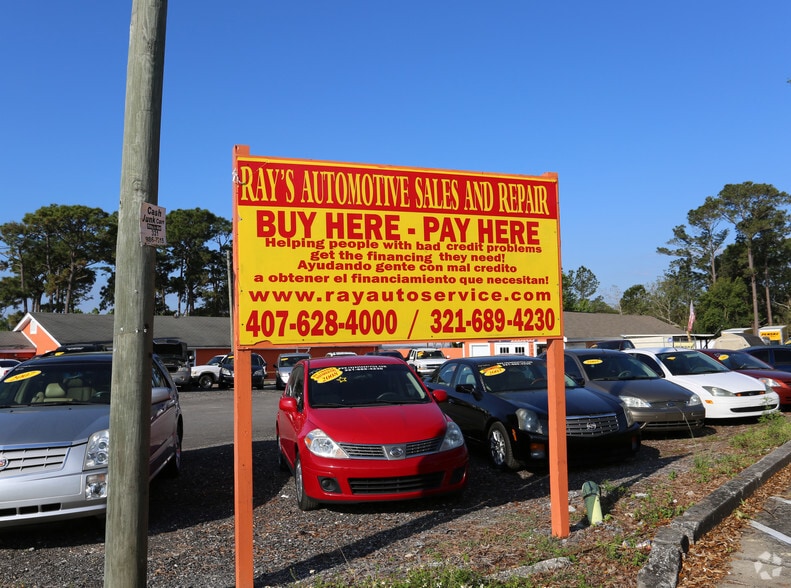 RAY'S AUTOMOTIVE SALES AND REPAIR
BUY HERE - PAY HERE
Helping people with bad credit problems
get the financing they need!
Ayudando gente con mal credito
a obtener el financiamiento que necesitan!
www.rayautoservice.com
407-628-4000 / 321-689-4230
Cash
Junk Cars